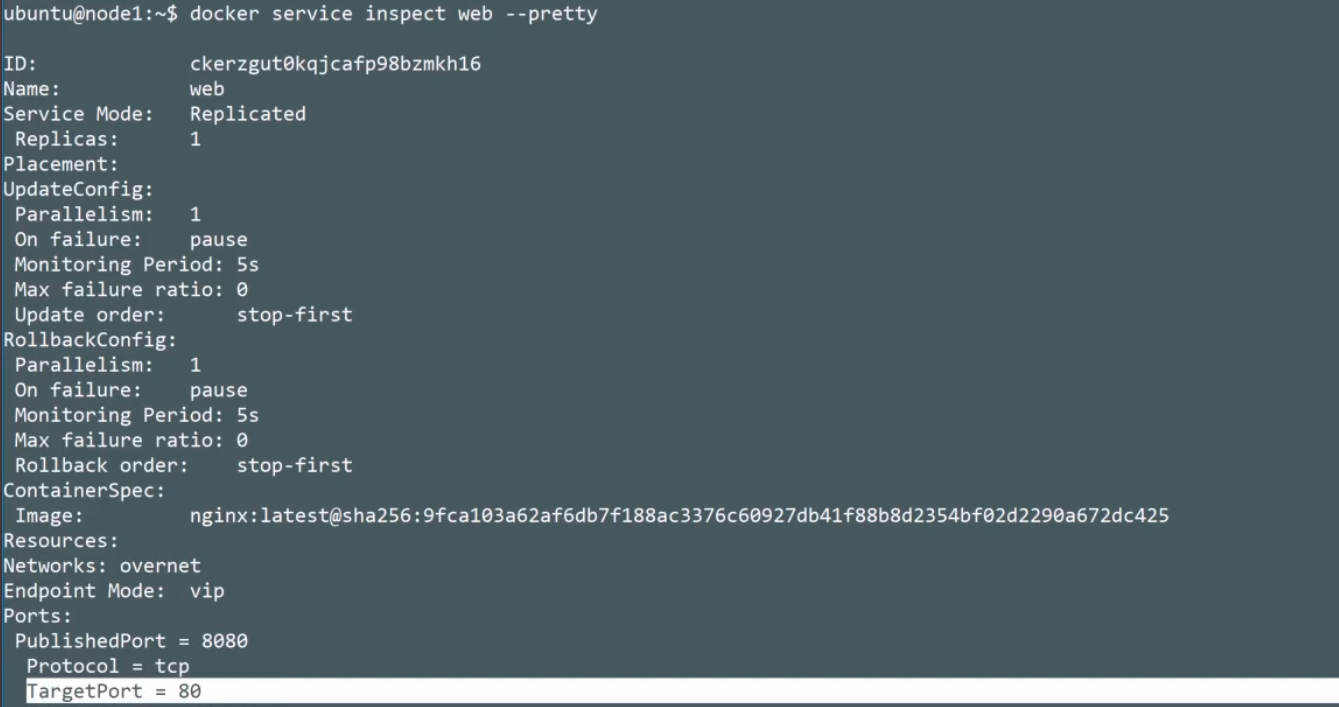 ubuntu@node1:~$ docker service inspect web --pretty
ID: ckerzgut0kqjcafp98bzmkh16
Name: web
Service Mode: Replicated
Replicas: 1
Placement:
UpdateConfig:
Parallelism: 1
On failure: pause
Monitoring Period: 5s
Max failure ratio: 0
Update order: stop-first
RollbackConfig:
Parallelism: 1
On failure: pause
Monitoring Period: 5s
Max failure ratio: 0
Rollback order: stop-first
ContainerSpec:
Image: nginx:latest@sha256:9fca103a62af6db7f188ac3376c60927db41f88b8d2354bf02d2290a672dc425
Resources:
Networks: overnet
Endpoint Mode: vip
Ports:
PublishedPort = 8080
Protocol = tcp
TargetPort = 80